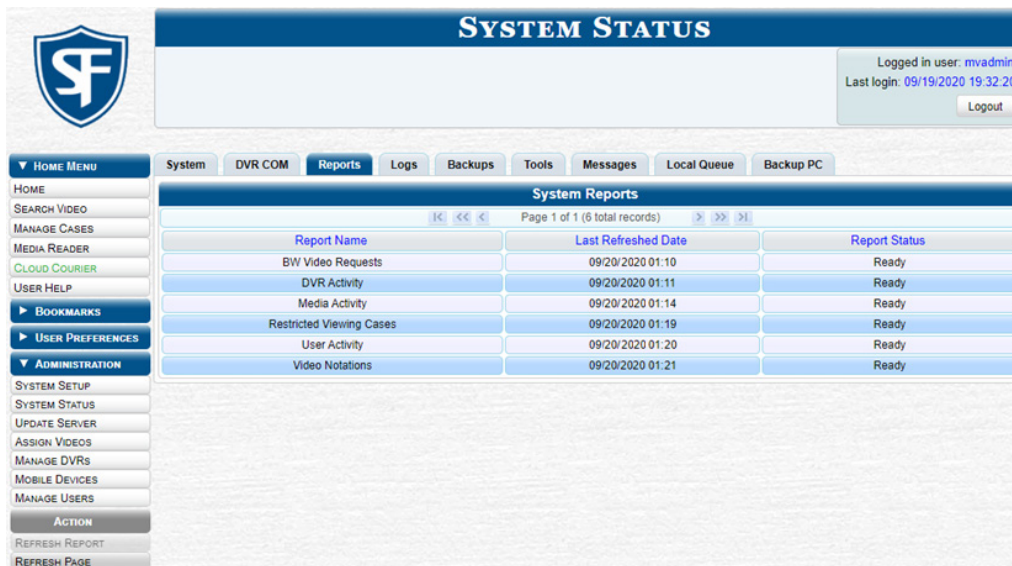 SYSTEM STATUS
SF
Logged in user: mvadmin
Last login: 09/19/2020 19:32:20
Logout
▼ HOME MENU
HOME
SEARCH VIDEO
MANAGE CASES
MEDIA READER
CLOUD COURIER
USER HELP
► BOOKMARKS
► USER PREFERENCES
▼ ADMINISTRATION
SYSTEM SETUP
SYSTEM STATUS
UPDATE SERVER
ASSIGN VIDEOS
MANAGE DVRS
MOBILE DEVICES
MANAGE USERS
ACTION
REFRESH REPORT
REFRESH PAGE
System DVR COM Reports Logs Backups Tools Messages Local Queue Backup PC
System Reports
Page 1 of 1 (6 total records)
Report Name Last Refreshed Date Report Status
BW Video Requests 09/20/2020 01:10 Ready
DVR Activity 09/20/2020 01:11 Ready
Media Activity 09/20/2020 01:14 Ready
Restricted Viewing Cases 09/20/2020 01:19 Ready
User Activity 09/20/2020 01:20 Ready
Video Notations 09/20/2020 01:21 Ready